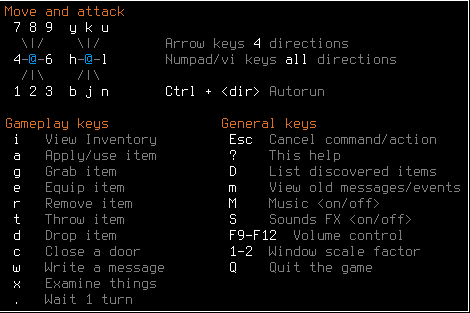 Move and attack
7 8 9  y k u
\|/  \|/  Arrow keys 4 directions
4-@-6  h-@-l  Numpad/vi keys all directions
/|\  /|\
1 2 3  b j n  Ctrl + <dir> Autorun
Gameplay keys  General keys
i  View Inventory  Esc  Cancel command/action
a  Apply/use item  ?  This help
g  Grab item  D  List discovered items
e  Equip item  m  View old messages/events
r  Remove item  M  Music <on/off>
t  Throw item  S  Sounds FX <on/off>
d  Drop item  F9-F12  Volume control
c  Close a door  1-2  Window scale factor
w  Write a message  Q  Quit the game
x  Examine things
.  Wait 1 turn